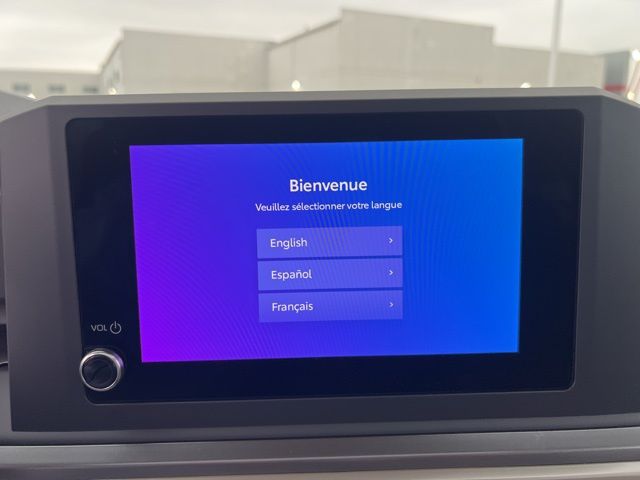 Bienvenue
Veuillez sélectionner votre langue
English
Español
Français
VOL